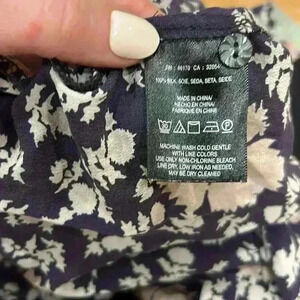 RN : 46170 CA : 32054
100% SILK, SOIE, SEDA, SETA, SEIDE
MADE IN CHINA/
HECHO EN CHINA/
FABRIQUE EN CHINE
MACHINE WASH COLD GENTLE
WITH LIKE COLORS
USE ONLY NON-CHLORINE BLEACH
LINE DRY, LOW IRON AS NEEDED,
MAY BE DRY CLEANED